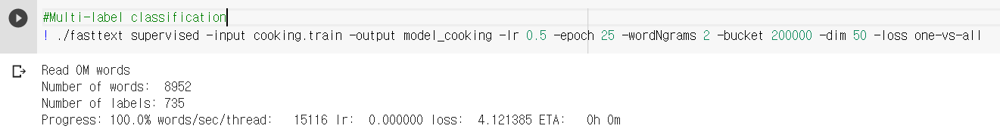 #Multi-label classification
! ./fasttext supervised -input cooking.train -output model_cooking -lr 0.5 -epoch 25 -wordNgrams 2 -bucket 200000 -dim 50 -loss one-vs-all
Read 0M words
Number of words:  8952
Number of labels: 735
Progress: 100.0% words/sec/thread:   15116 lr:  0.000000 loss:  4.121385 ETA:   0h 0m